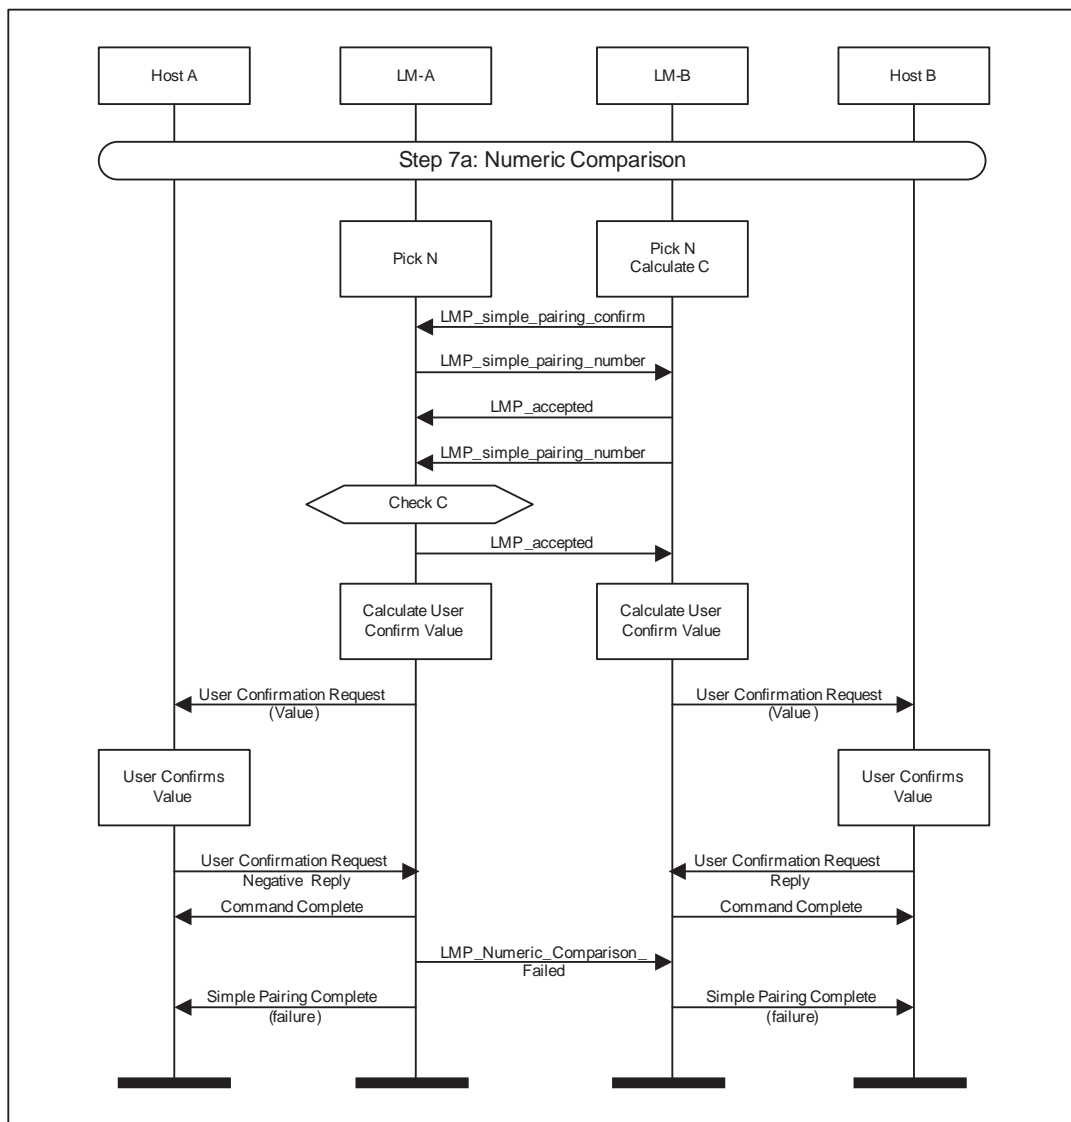 Host A
LM-A
LM-B
Host B
Step 7a: Numeric Comparison
Pick N
Pick N
Calculate C
LMP_simple_pairing_confirm
LMP_simple_pairing_number
LMP_accepted
LMP_simple_pairing_number
Check C
LMP_accepted
Calculate User
Confirm Value
Calculate User
Confirm Value
User Confirmation Request
(Value)
User Confirmation Request
(Value)
User Confirms
Value
User Confirms
Value
User Confirmation Request
Negative Reply
User Confirmation Request
Reply
Command Complete
Command Complete
LMP_Numeric_Comparison_
Failed
Simple Pairing Complete
(failure)
Simple Pairing Complete
(failure)